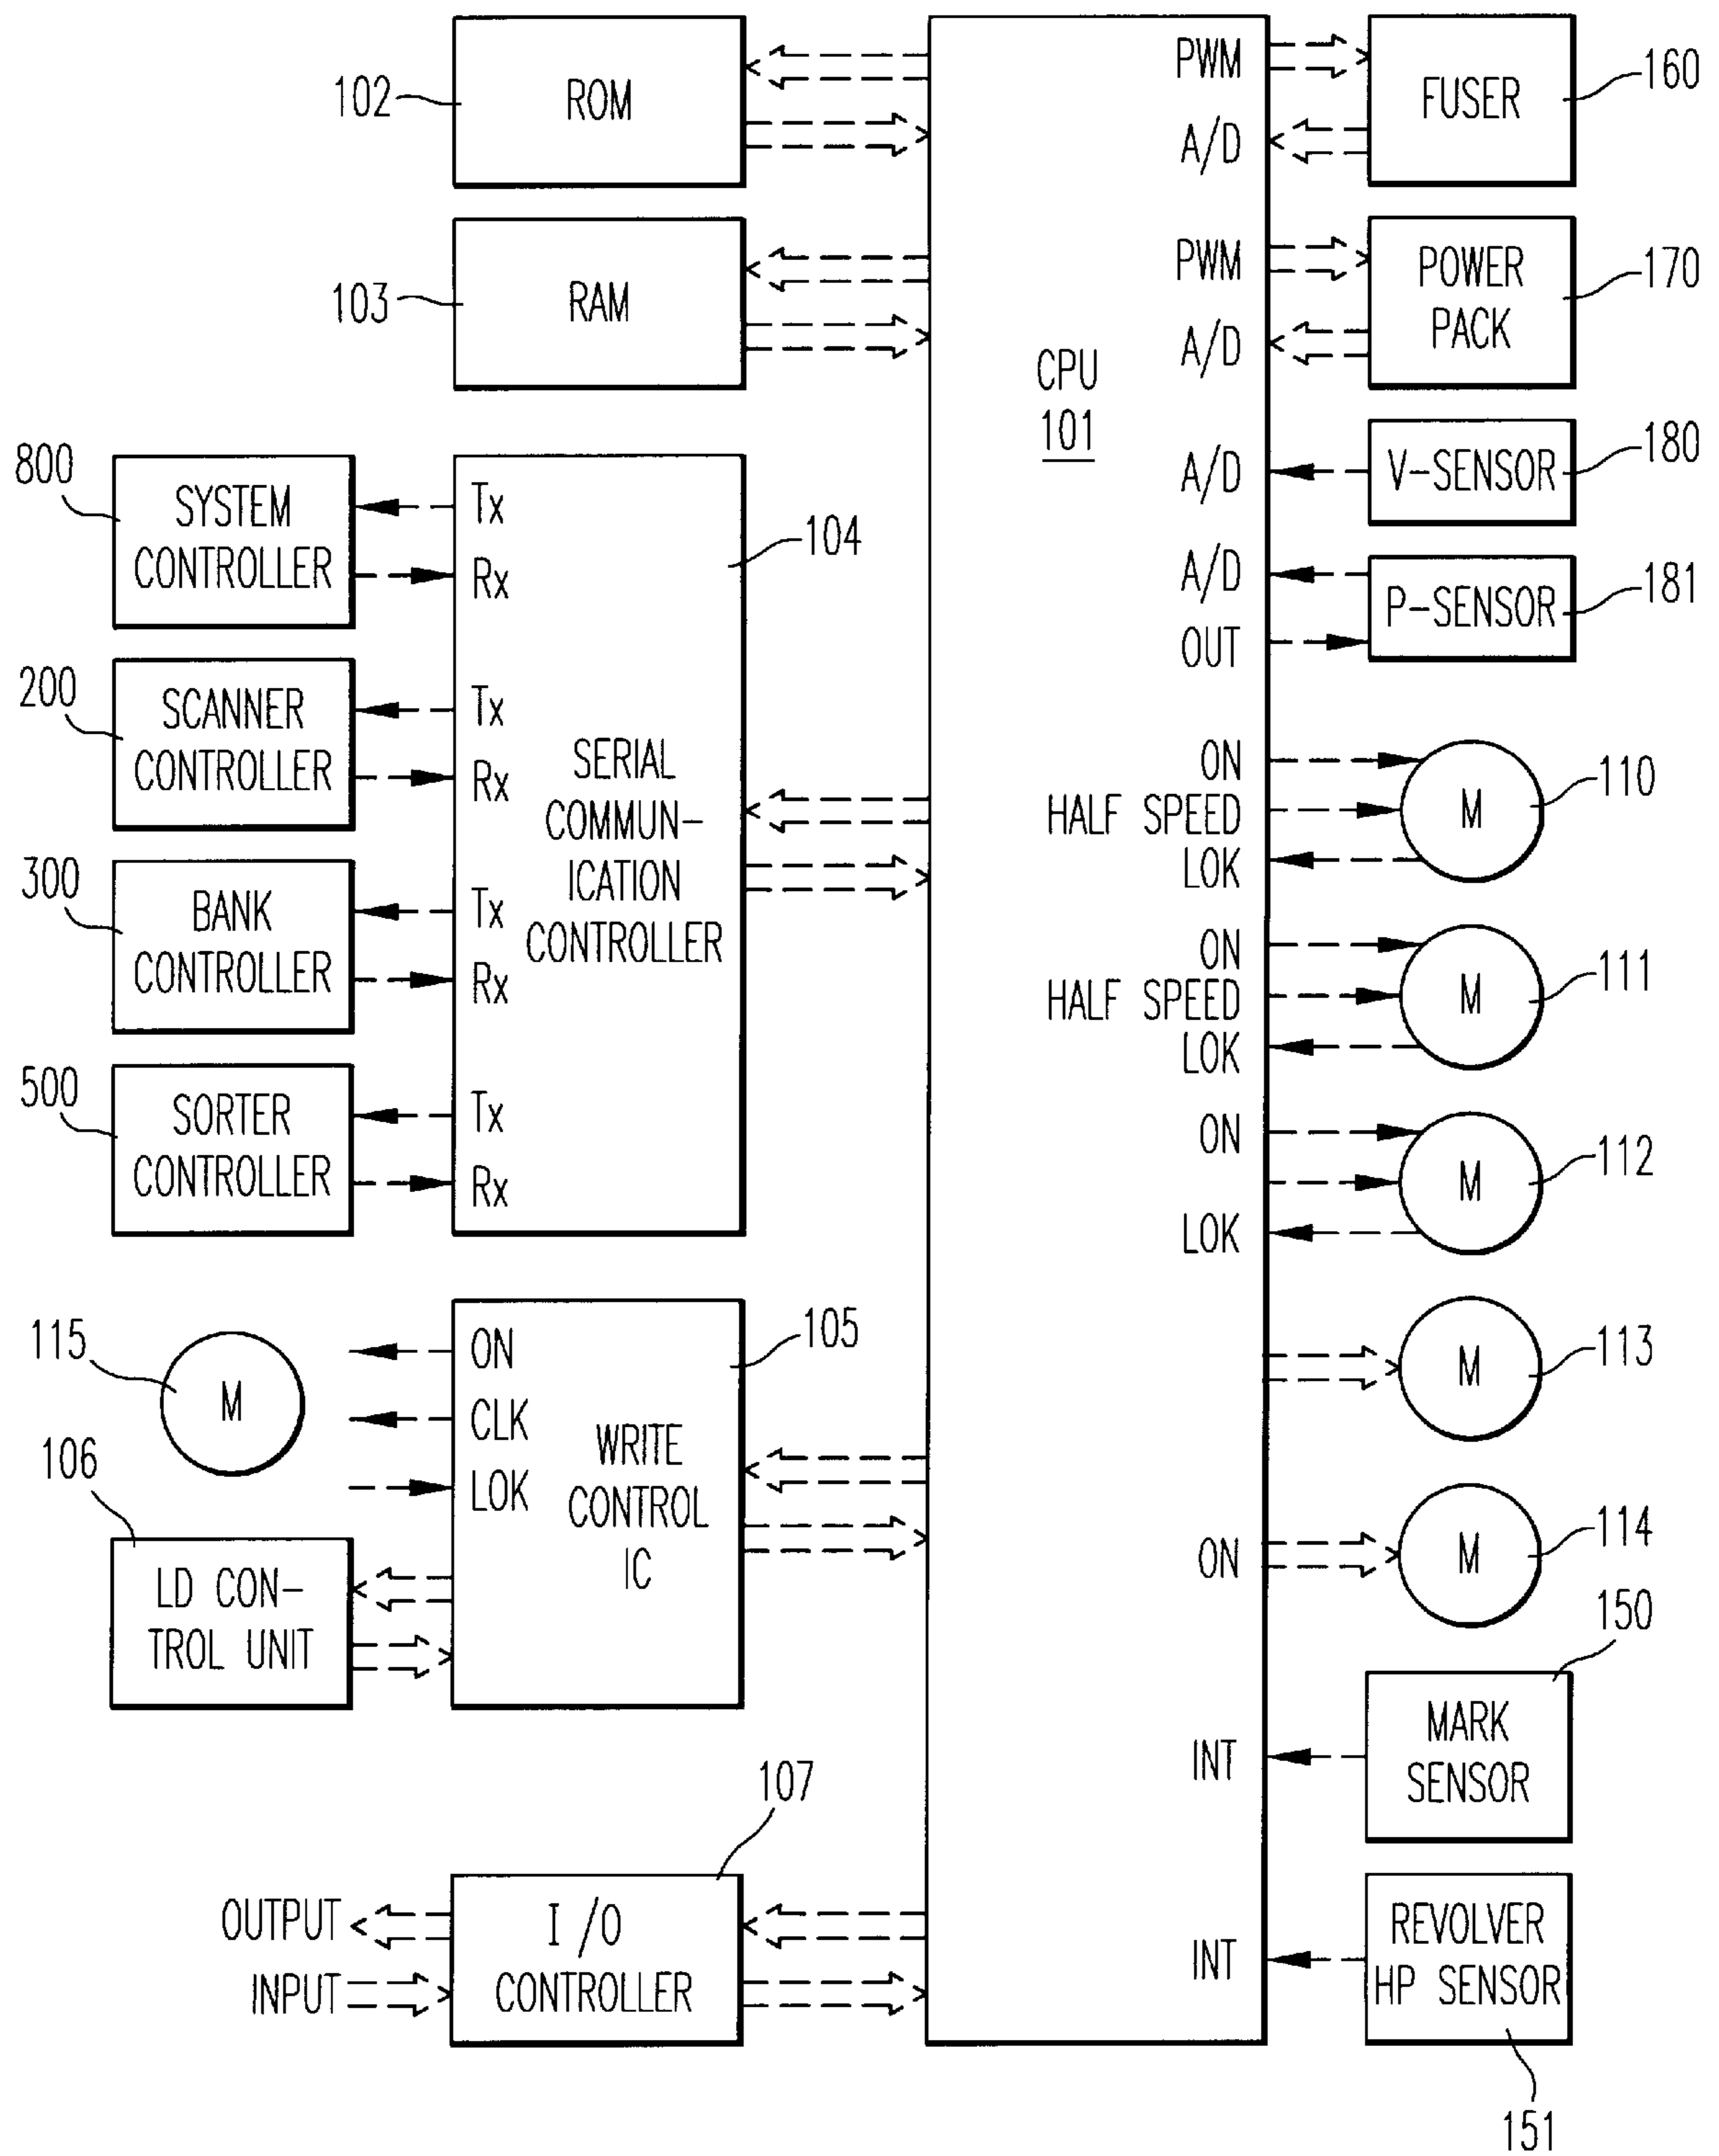 102
ROM
103
RAM
800
SYSTEM
CONTROLLER
200
SCANNER
CONTROLLER
300
BANK
CONTROLLER
500
SORTER
CONTROLLER
104
Tx
Rx
Tx
Rx
Tx
Rx
Tx
Rx
SERIAL
COMMUN-
ICATION
CONTROLLER
115
M
105
ON
CLK
LOK
WRITE
CONTROL
IC
106
LD CON-
TROL UNIT
107
OUTPUT
INPUT
I/O
CONTROLLER
CPU
101
PWM
A/D
PWM
A/D
A/D
A/D
OUT
ON
HALF SPEED
LOK
ON
HALF SPEED
LOK
ON
LOK
ON
INT
INT
FUSER
160
POWER
PACK
170
V-SENSOR
180
P-SENSOR
181
M
110
M
111
M
112
M
113
M
114
150
MARK
SENSOR
REVOLVER
HP SENSOR
151